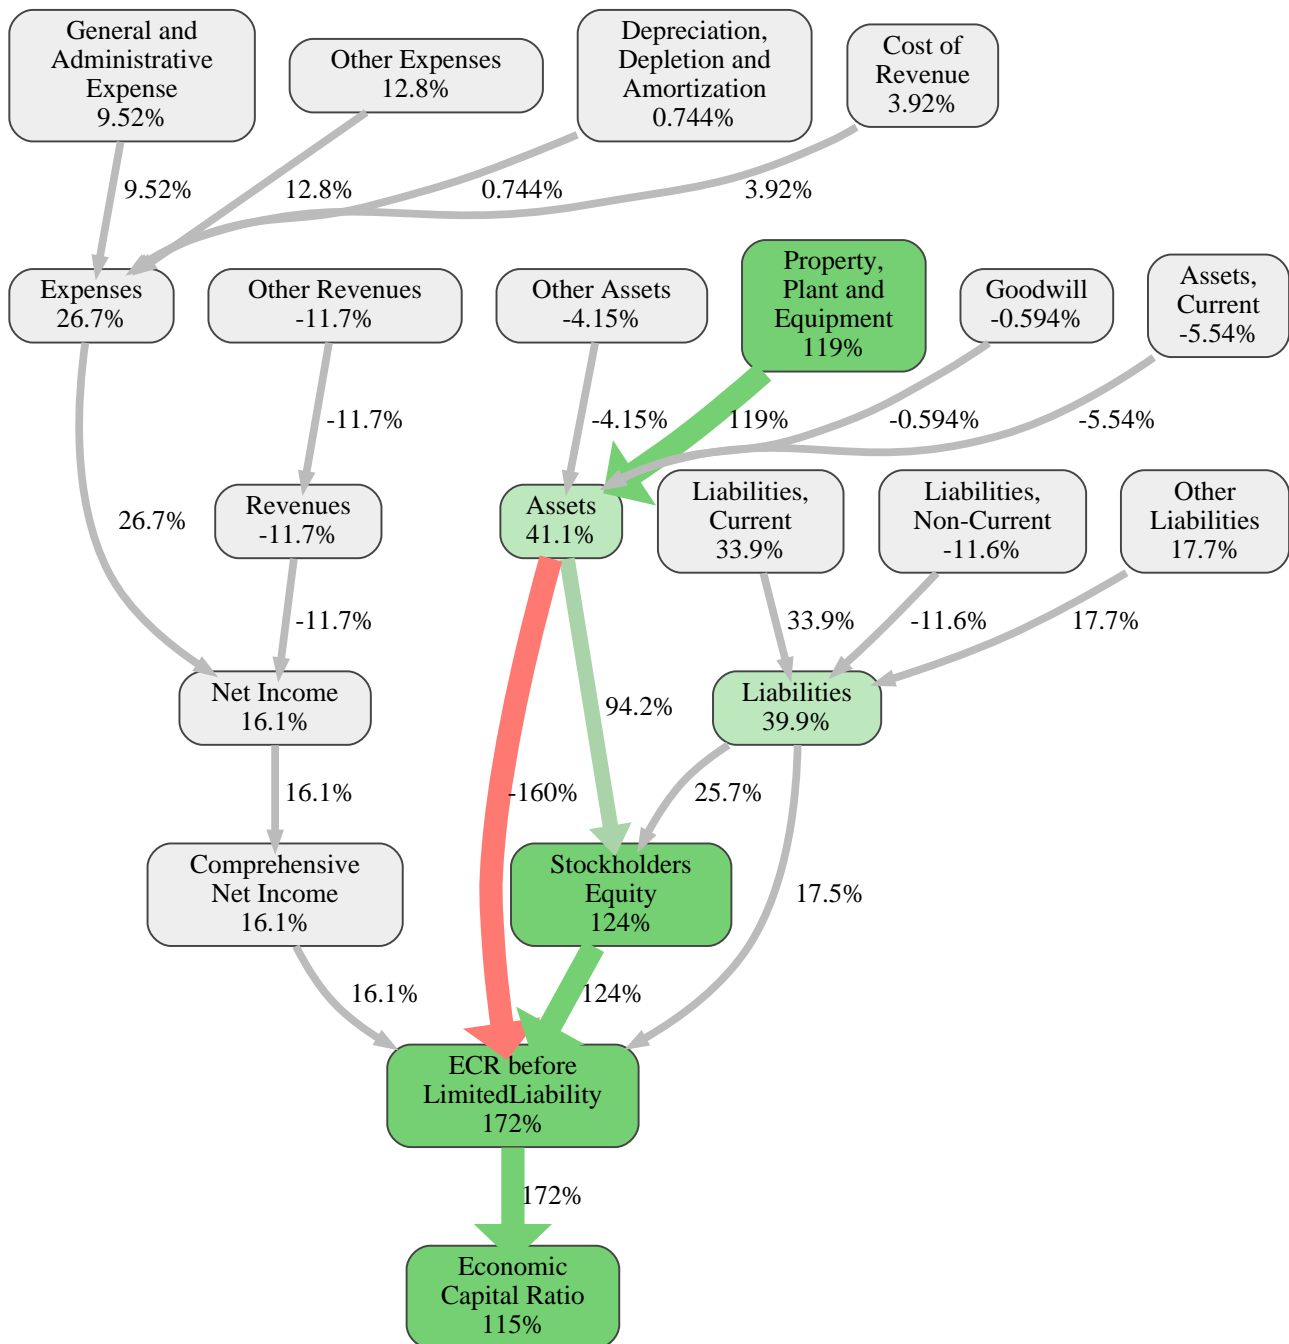 General and
Administrative
Expense
9.52%
Other Expenses
12.8%
Depreciation,
Depletion and
Amortization
0.744%
Cost of
Revenue
3.92%
9.52%
12.8%
0.744%
3.92%
Expenses
26.7%
Other Revenues
-11.7%
Other Assets
-4.15%
Property,
Plant and
Equipment
119%
Goodwill
-0.594%
Assets,
Current
-5.54%
-11.7%
-4.15%
119%
-0.594%
-5.54%
26.7%
Revenues
-11.7%
Assets
41.1%
Liabilities,
Current
33.9%
Liabilities,
Non-Current
-11.6%
Other
Liabilities
17.7%
-11.7%
33.9%
-11.6%
17.7%
Net Income
16.1%
94.2%
Liabilities
39.9%
16.1%
-160%
25.7%
Comprehensive
Net Income
16.1%
Stockholders
Equity
124%
17.5%
16.1%
124%
ECR before
LimitedLiability
172%
172%
Economic
Capital Ratio
115%